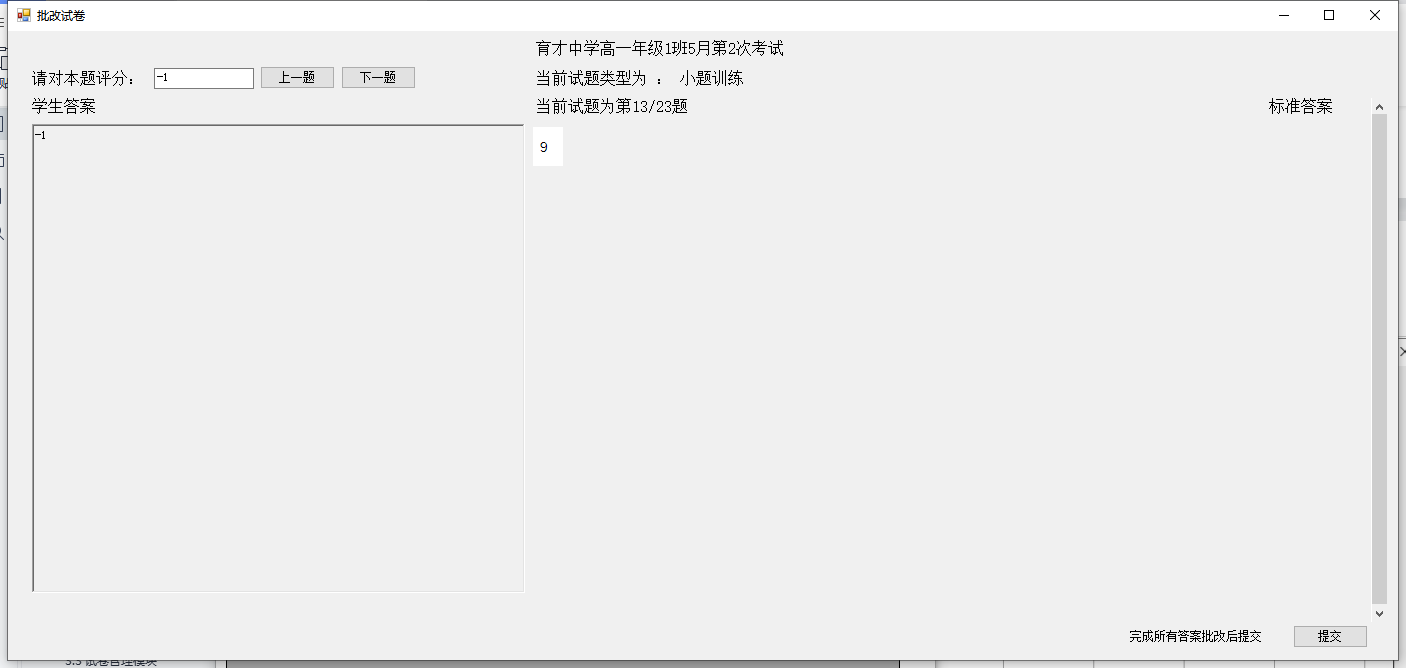 批改试卷
育才中学高一年级1班5月第2次考试
请对本题评分： -1 上一题 下一题 当前试题类型为 ： 小题训练
学生答案 当前试题为第13/23题 标准答案
-1
9
完成所有答案批改后提交 提交